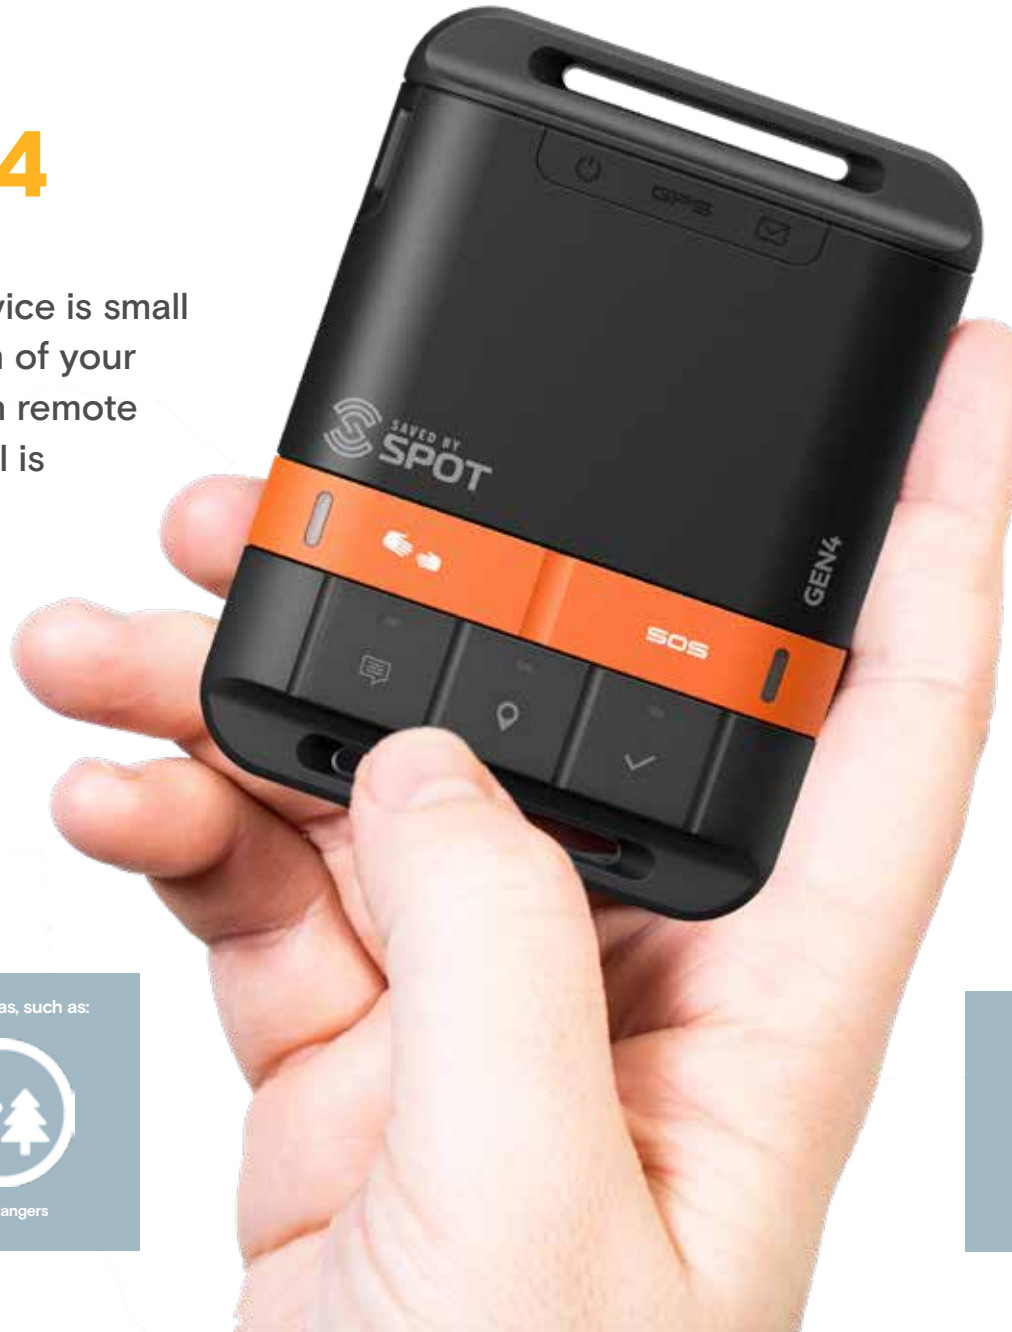 4
vice is small
of your
remote
l is
GPS
SAVED BY
SPOT
GEN4
SOS
as, such as:
angers